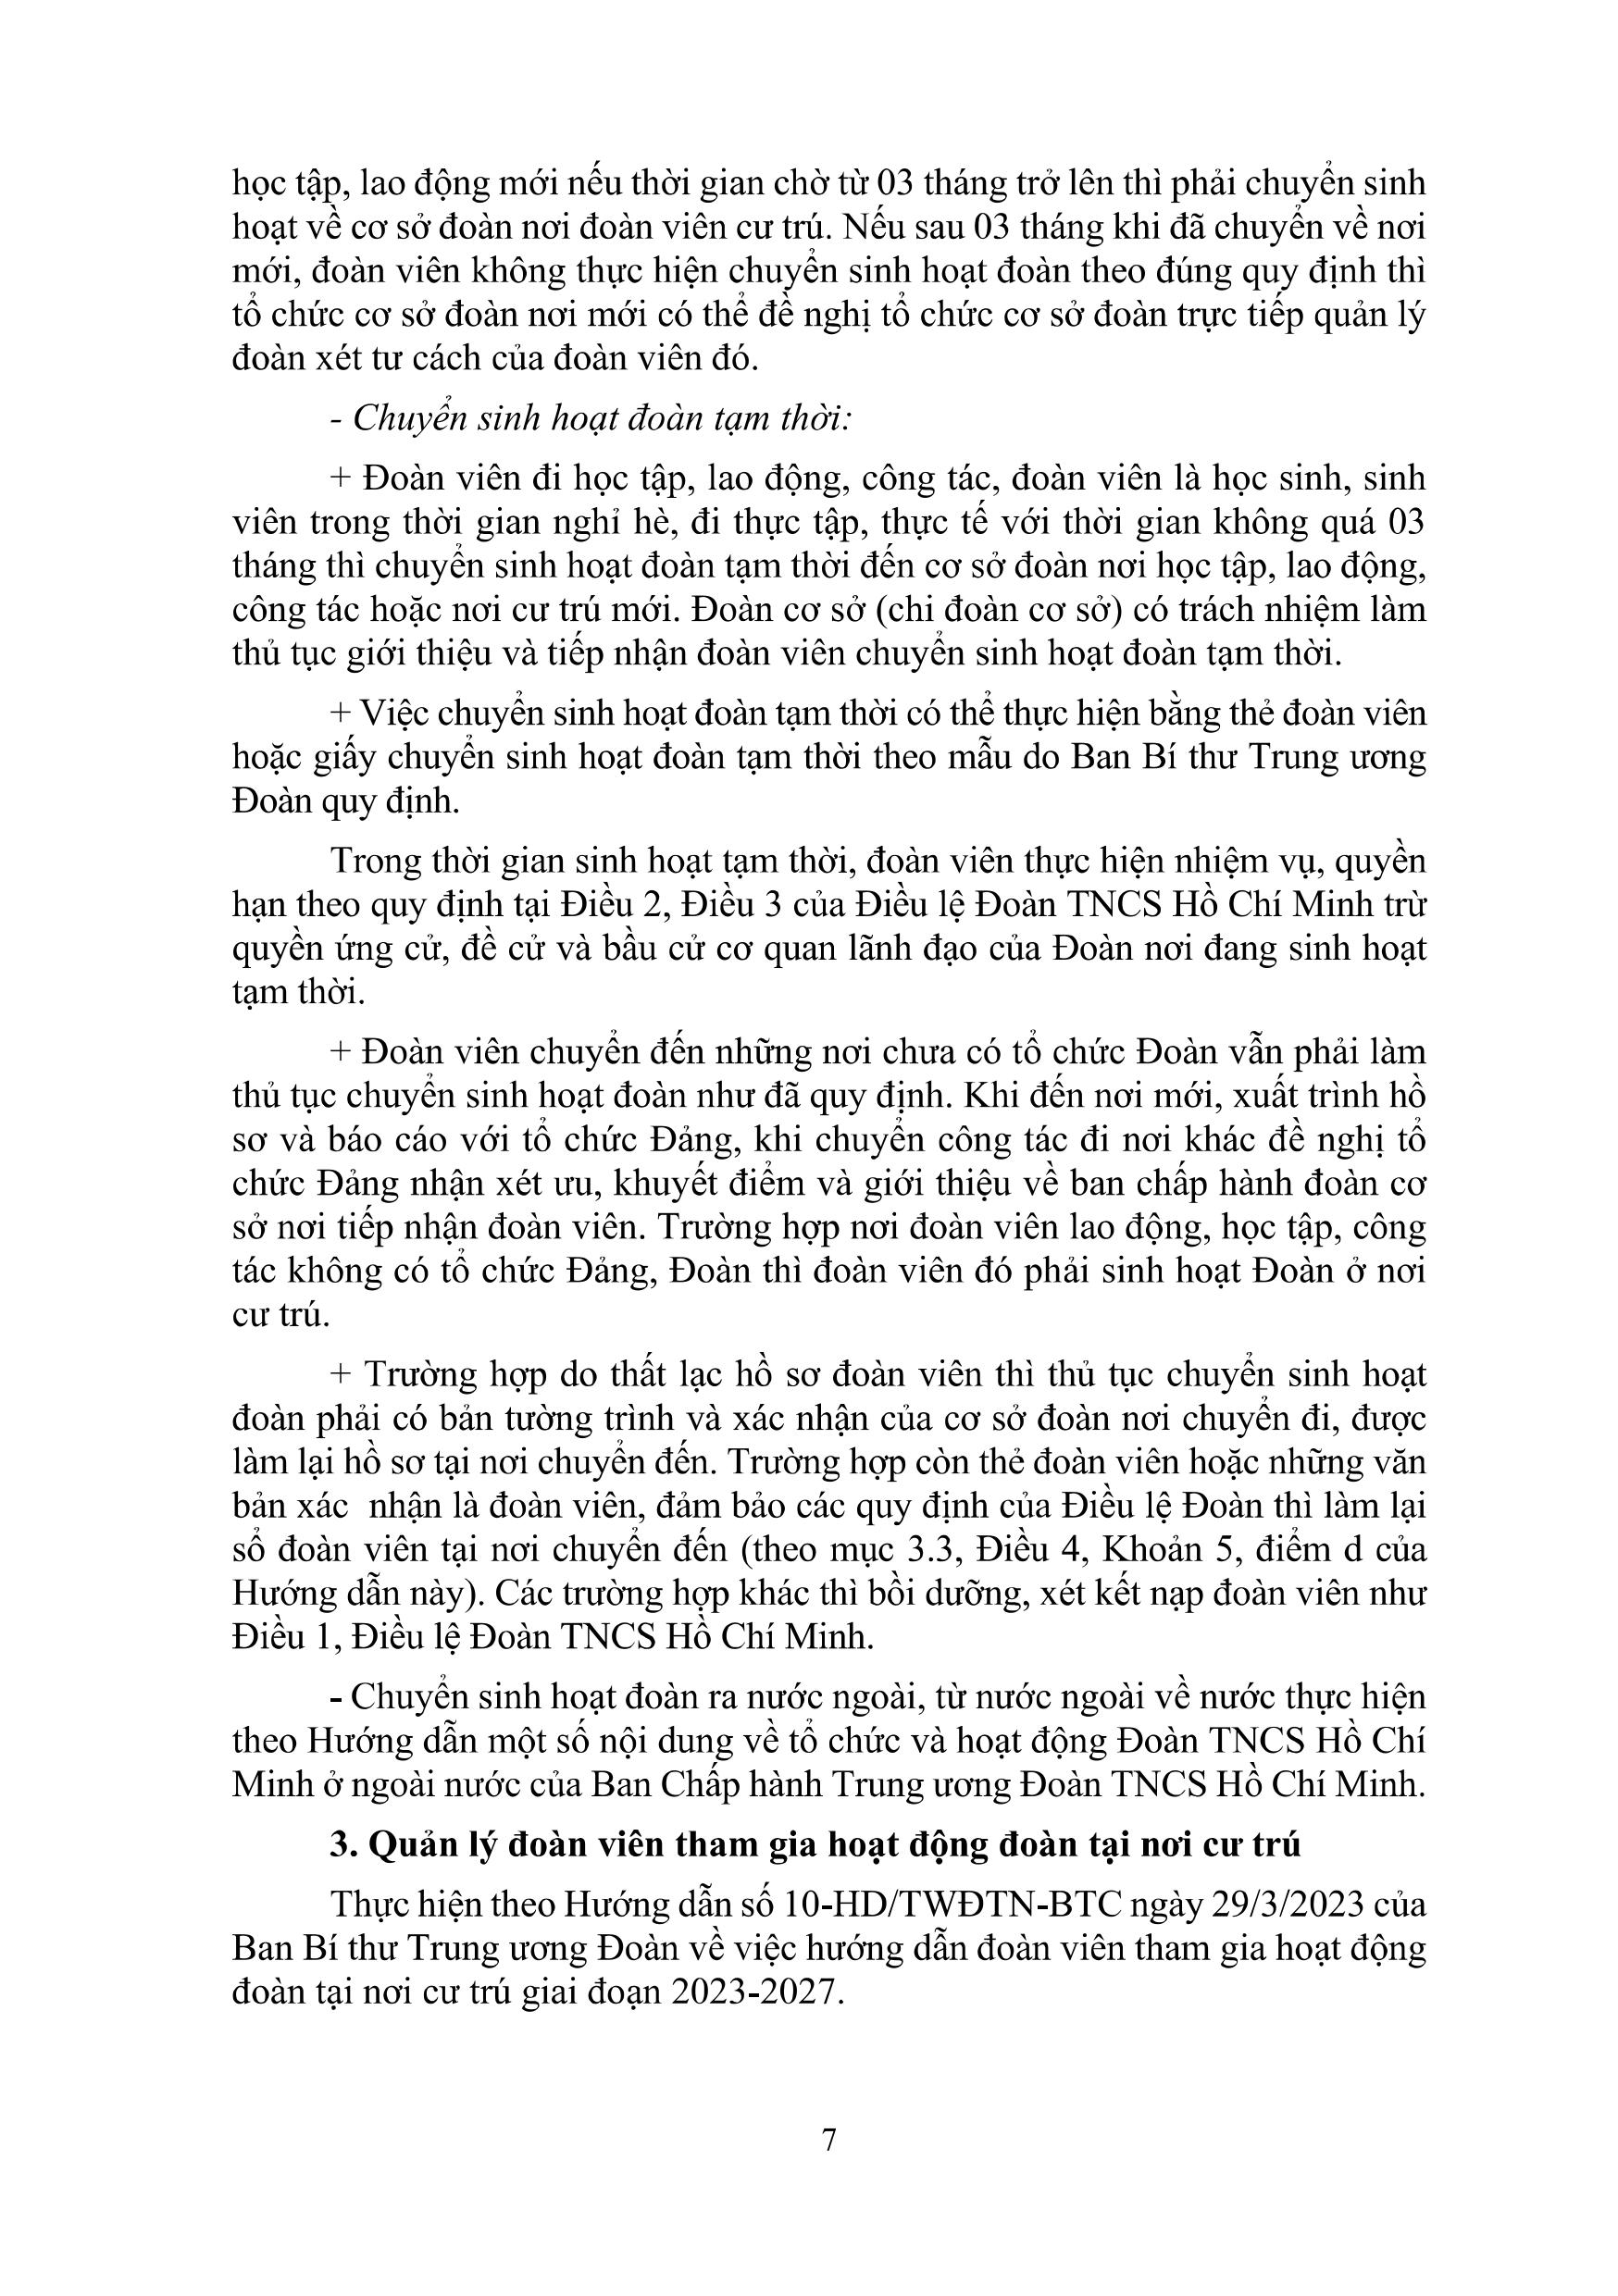 học tập, lao động mới nếu thời gian chờ từ 03 tháng trở lên thì phải chuyển sinh
hoạt về cơ sở đoàn nơi đoàn viên cư trú. Nếu sau 03 tháng khi đã chuyển về nơi
mới, đoàn viên không thực hiện chuyển sinh hoạt đoàn theo đúng quy định thì
tổ chức cơ sở đoàn nơi mới có thể đề nghị tổ chức cơ sở đoàn trực tiếp quản lý
đoàn xét tư cách của đoàn viên đó.
- Chuyển sinh hoạt đoàn tạm thời:
+ Đoàn viên đi học tập, lao động, công tác, đoàn viên là học sinh, sinh
viên trong thời gian nghỉ hè, đi thực tập, thực tế với thời gian không quá 03
tháng thì chuyển sinh hoạt đoàn tạm thời đến cơ sở đoàn nơi học tập, lao động,
công tác hoặc nơi cư trú mới. Đoàn cơ sở (chi đoàn cơ sở) có trách nhiệm làm
thủ tục giới thiệu và tiếp nhận đoàn viên chuyển sinh hoạt đoàn tạm thời.
+ Việc chuyển sinh hoạt đoàn tạm thời có thể thực hiện bằng thẻ đoàn viên
hoặc giấy chuyển sinh hoạt đoàn tạm thời theo mẫu do Ban Bí thư Trung ương
Đoàn quy định.
Trong thời gian sinh hoạt tạm thời, đoàn viên thực hiện nhiệm vụ, quyền
hạn theo quy định tại Điều 2, Điều 3 của Điều lệ Đoàn TNCS Hồ Chí Minh trừ
quyền ứng cử, đề cử và bầu cử cơ quan lãnh đạo của Đoàn nơi đang sinh hoạt
tạm thời.
+ Đoàn viên chuyển đến những nơi chưa có tổ chức Đoàn vẫn phải làm
thủ tục chuyển sinh hoạt đoàn như đã quy định. Khi đến nơi mới, xuất trình hồ
sơ và báo cáo với tổ chức Đảng, khi chuyển công tác đi nơi khác đề nghị tổ
chức Đảng nhận xét ưu, khuyết điểm và giới thiệu về ban chấp hành đoàn cơ
sở nơi tiếp nhận đoàn viên. Trường hợp nơi đoàn viên lao động, học tập, công
tác không có tổ chức Đảng, Đoàn thì đoàn viên đó phải sinh hoạt Đoàn ở nơi
cư trú.
+ Trường hợp do thất lạc hồ sơ đoàn viên thì thủ tục chuyển sinh hoạt
đoàn phải có bản tường trình và xác nhận của cơ sở đoàn nơi chuyển đi, được
làm lại hồ sơ tại nơi chuyển đến. Trường hợp còn thẻ đoàn viên hoặc những văn
bản xác  nhận là đoàn viên, đảm bảo các quy định của Điều lệ Đoàn thì làm lại
sổ đoàn viên tại nơi chuyển đến (theo mục 3.3, Điều 4, Khoản 5, điểm d của
Hướng dẫn này). Các trường hợp khác thì bồi dưỡng, xét kết nạp đoàn viên như
Điều 1, Điều lệ Đoàn TNCS Hồ Chí Minh.
- Chuyển sinh hoạt đoàn ra nước ngoài, từ nước ngoài về nước thực hiện
theo Hướng dẫn một số nội dung về tổ chức và hoạt động Đoàn TNCS Hồ Chí
Minh ở ngoài nước của Ban Chấp hành Trung ương Đoàn TNCS Hồ Chí Minh.
3. Quản lý đoàn viên tham gia hoạt động đoàn tại nơi cư trú
Thực hiện theo Hướng dẫn số 10-HD/TWĐTN-BTC ngày 29/3/2023 của
Ban Bí thư Trung ương Đoàn về việc hướng dẫn đoàn viên tham gia hoạt động
đoàn tại nơi cư trú giai đoạn 2023-2027.
7